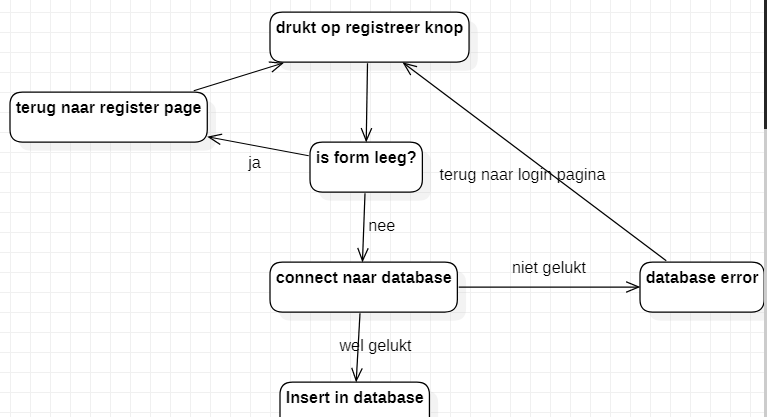 drukt op registreer knop
terug naar register page
is form leeg?
ja
terug naar login pagina
nee
connect naar database
niet gelukt
database error
wel gelukt
Insert in database